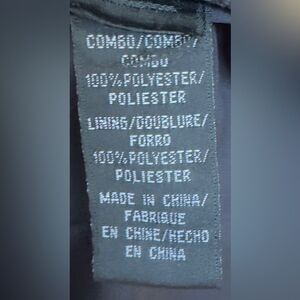 COMBO/COMBO/
COMBO
100%POLYESTER/
POLIESTER
LINING/DOUBLURE/
FORRO
100%POLYESTER/
POLIESTER
MADE IN CHINA/
FABRIQUE
EN CHINE/HECHO
EN CHINA